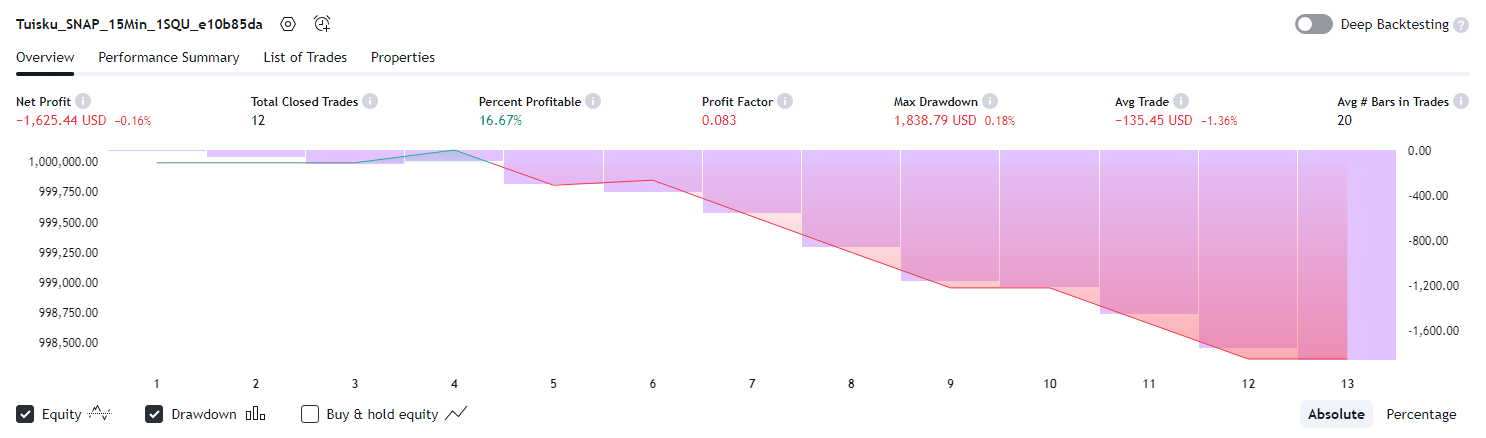 Tuisku_SNAP_15Min_1SQU_e10b85da Deep Backtesting ?
Overview Performance Summary List of Trades Properties
Net Profit i Total Closed Trades i Percent Profitable i Profit Factor i Max Drawdown i Avg Trade i Avg # Bars in Trades i
−1,625.44 USD −0.16% 12 16.67% 0.083 1,838.79 USD 0.18% −135.45 USD −1.36% 20
1,000,000.00 0.00
999,750.00 -400.00
999,500.00
999,250.00 -800.00
999,000.00 -1,200.00
998,750.00 -1,600.00
998,500.00
1 2 3 4 5 6 7 8 9 10 11 12 13
Equity Drawdown Buy & hold equity Absolute Percentage